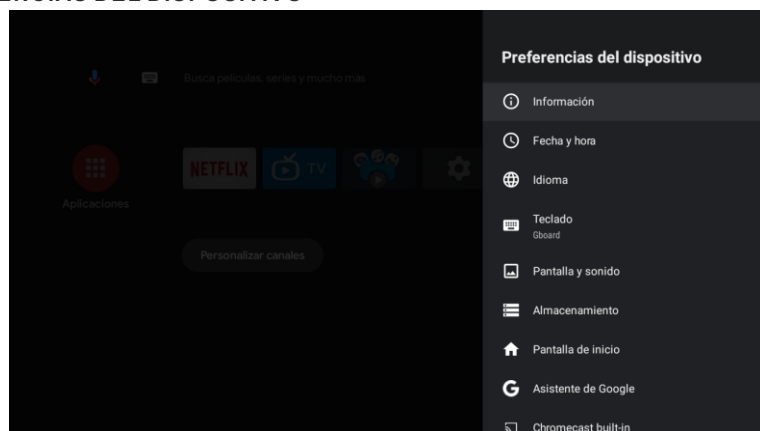 Preferencias del dispositivo
Busca películas, series y mucho más
Información
Fecha y hora
Idioma
NETFLIX
TV
Aplicaciones
Teclado
Gboard
Personalizar canales
Pantalla y sonido
Almacenamiento
Pantalla de inicio
Asistente de Google
Chromecast built-in